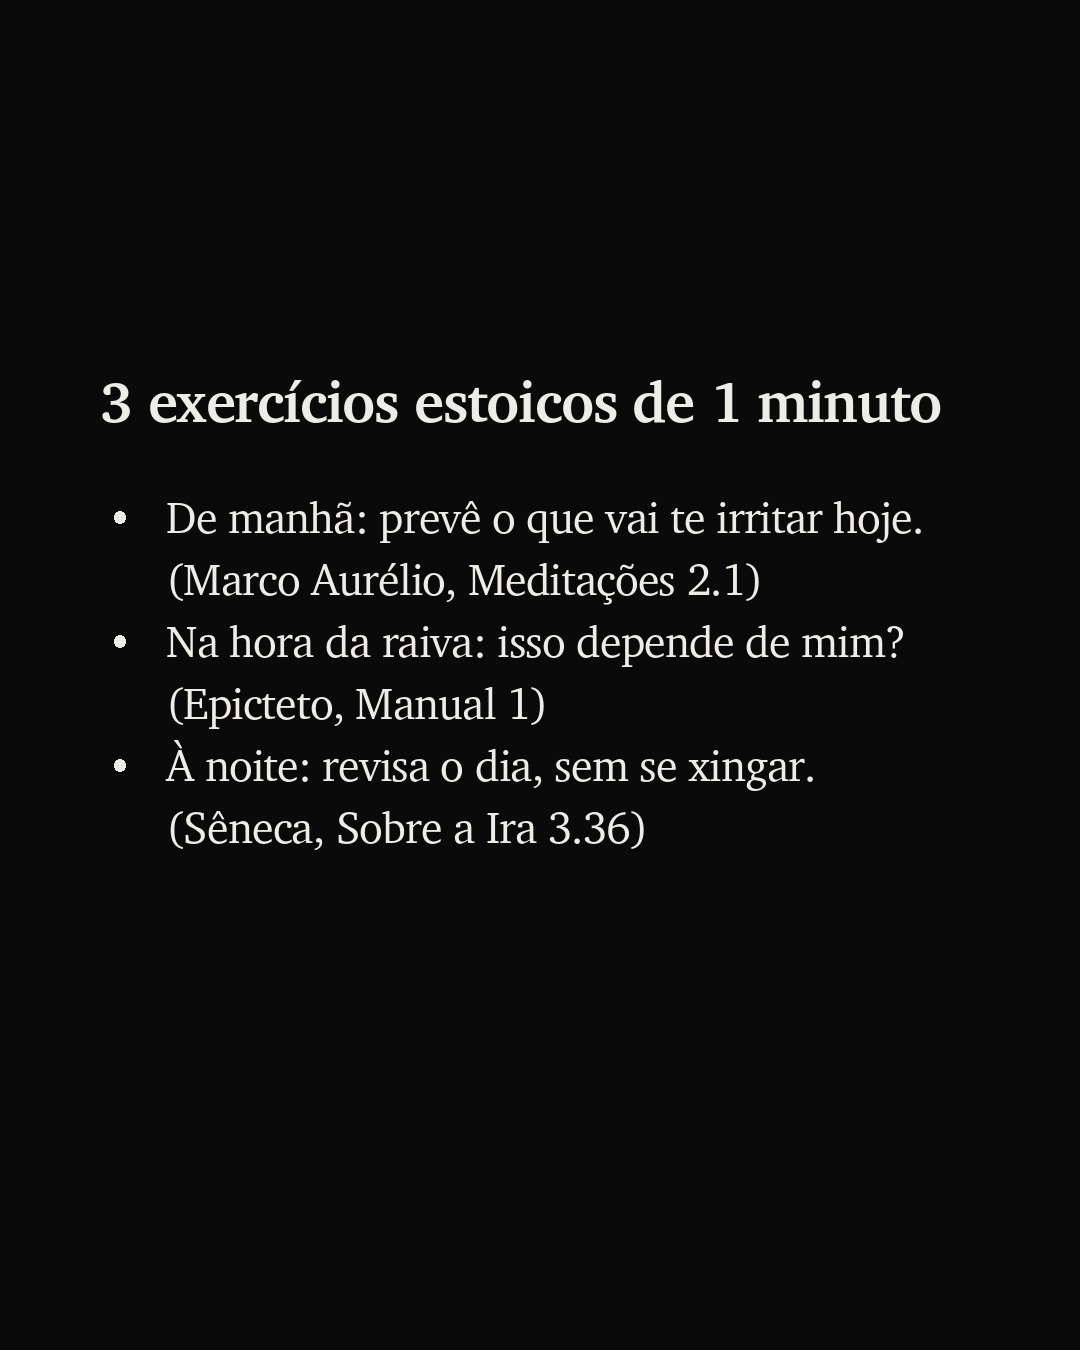 3 exercícios estoicos de 1 minuto
• De manhã: prevê o que vai te irritar hoje.
(Marco Aurélio, Meditações 2.1)
• Na hora da raiva: isso depende de mim?
(Epicteto, Manual 1)
• À noite: revisa o dia, sem se xingar.
(Sêneca, Sobre a Ira 3.36)